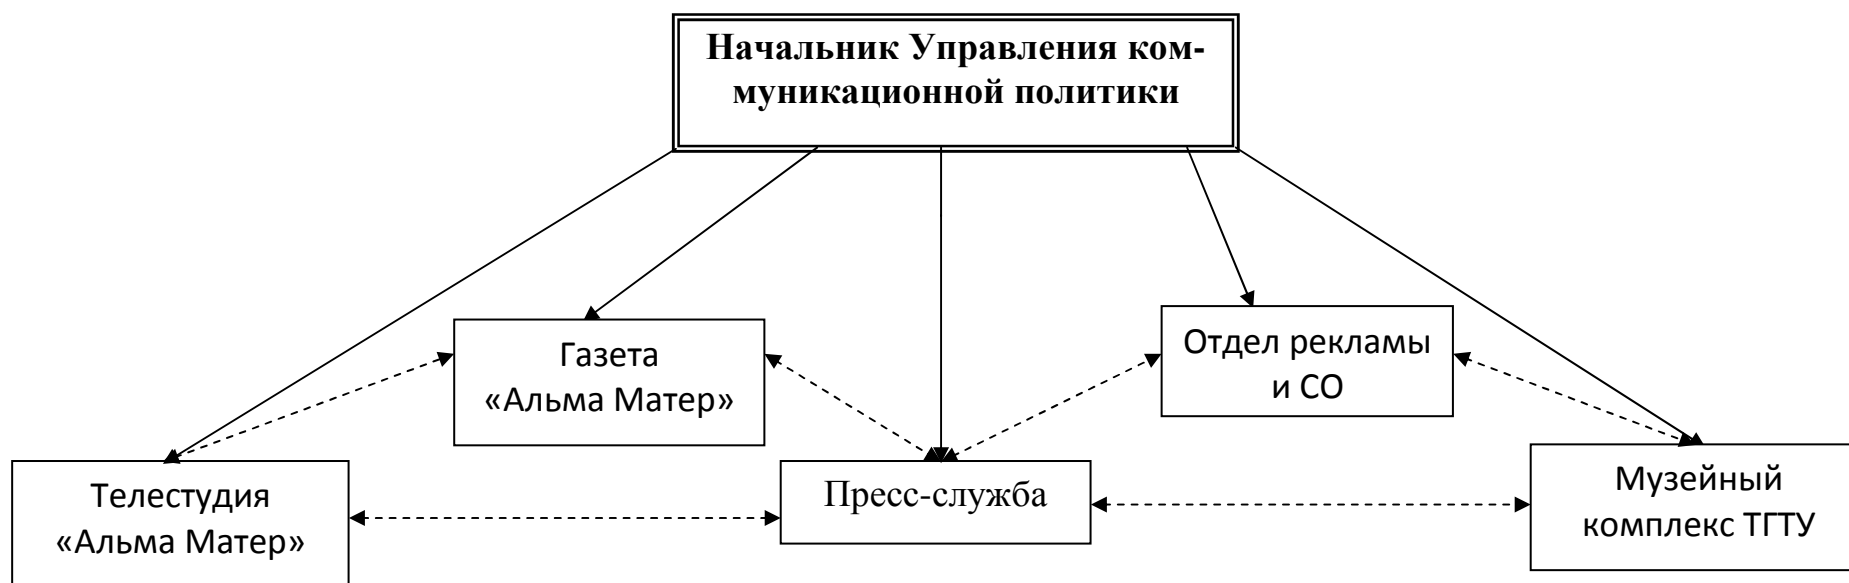 Начальник Управления ком-
муникационной политики
Газета
«Альма Матер»
Отдел рекламы
и СО
Телестудия
«Альма Матер»
Пресс-служба
Музейный
комплекс ТГТУ